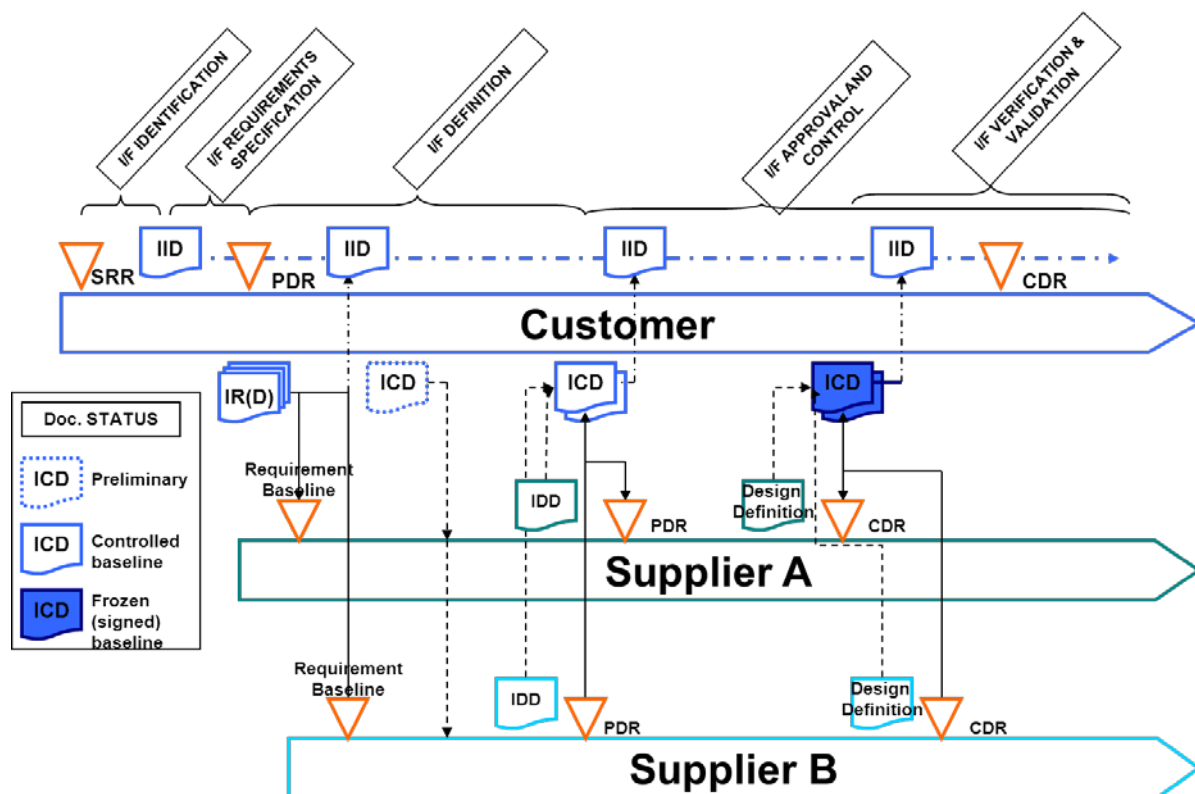 I/F IDENTIFICATION
I/F REQUIREMENTS
SPECIFICATION
I/F DEFINITION
I/F APPROVAL AND
CONTROL
I/F VERIFICATION &
VALIDATION
IID
IID
IID
IID
SRR
PDR
CDR
Customer
IR(D)
ICD
ICD
ICD
Doc. STATUS
ICD
Preliminary
ICD
Controlled
baseline
ICD
Frozen
(signed)
baseline
Requirement
Baseline
IDD
PDR
Design
Definition
CDR
Supplier A
Requirement
Baseline
IDD
PDR
Design
Definition
CDR
Supplier B